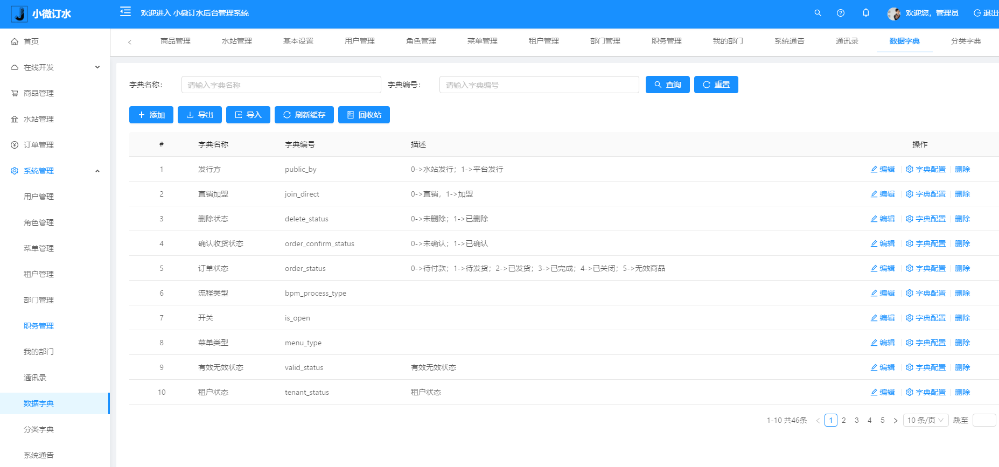 小微订水
欢迎进入 小微订水后台管理系统
欢迎您，管理员
退出
首页
在线开发
商品管理
水站管理
订单管理
系统管理
用户管理
角色管理
菜单管理
租户管理
部门管理
职务管理
我的部门
通讯录
数据字典
分类字典
系统通告
商品管理 水站管理 基本设置 用户管理 角色管理 菜单管理 租户管理 部门管理 职务管理 我的部门 系统通告 通讯录 数据字典 分类字典
字典名称： 请输入字典名称 字典编号： 请输入字典编号 查询 重置
添加 导出 导入 刷新缓存 回收站
# 字典名称 字典编号 描述 操作
1 发行方 public_by 0->水站发行；1->平台发行 编辑 字典配置 删除
2 直销加盟 join_direct 0->直销，1->加盟 编辑 字典配置 删除
3 删除状态 delete_status 0->未删除；1->已删除 编辑 字典配置 删除
4 确认收货状态 order_confirm_status 0->未确认；1->已确认 编辑 字典配置 删除
5 订单状态 order_status 0->待付款；1->待发货；2->已发货；3->已完成；4->已关闭；5->无效商品 编辑 字典配置 删除
6 流程类型 bpm_process_type 编辑 字典配置 删除
7 开关 is_open 编辑 字典配置 删除
8 菜单类型 menu_type 编辑 字典配置 删除
9 有效无效状态 valid_status 有效无效状态 编辑 字典配置 删除
10 租户状态 tenant_status 租户状态 编辑 字典配置 删除
1-10 共46条 < 1 2 3 4 5 > 10 条/页 跳至